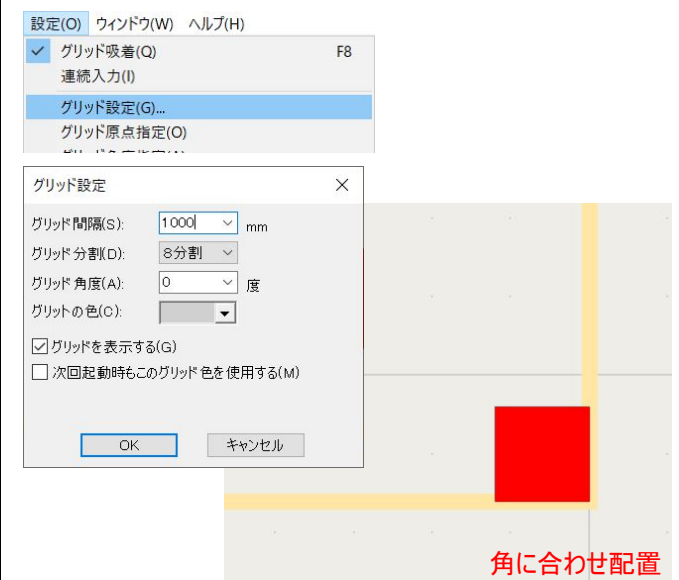 設定(O) ウィンドウ(W) ヘルプ(H)
グリッド吸着(Q) F8
連続入力(I)
グリッド設定(G)...
グリッド原点指定(O)
グリッド設定
グリッド間隔(S): 1000 mm
グリッド分割(D): 8分割
グリッド角度(A): 0 度
グリットの色(C):
グリッドを表示する(G)
次回起動時もこのグリッド色を使用する(M)
OK キャンセル
角に合わせ配置